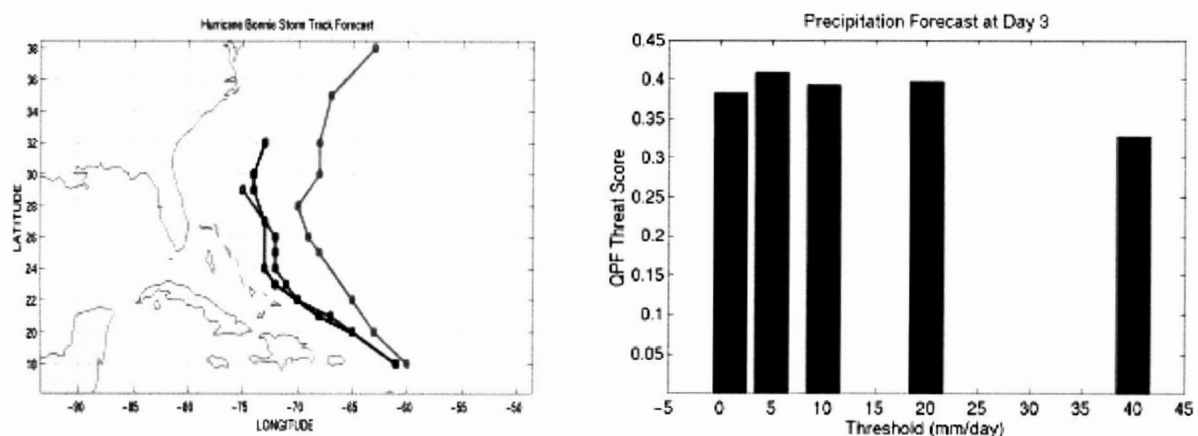 Hurricane Bonnie Storm Track Forecast
38
36
34
32
30
28
26
24
22
20
18
LATITUDE
-90 -85 -80 -75 -70 -65 -60 -55 -50
LONGITUDE
Precipitation Forecast at Day 3
0.45
0.4
0.35
0.3
0.25
0.2
0.15
0.1
0.05
QPF Threat Score
-5 0 5 10 15 20 25 30 35 40 45
Threshold (mm/day)